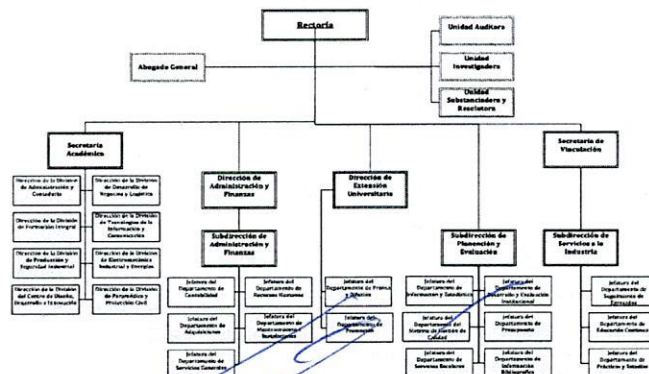 Rectoría
Unidad Auditora
Abogado General
Unidad
Investigadora
Unidad
Substanciadora y
Resolutora
Secretaría
Académica
Secretaría de
Vinculación
Dirección de
Administración y
Finanzas
Dirección de
Extensión
Universitaria
Dirección de la División
de Administración y
Contaduría
Dirección de la División
de Desarrollo de
Negocios y Logística
Dirección de la División
de Formación Integral
Dirección de la División
de Tecnologías de la
Información y
Comunicación
Dirección de la División
de Producción y
Seguridad Industrial
Dirección de la División
de Electromecánica
Industrial y Energías
Dirección de la División
del Centro de Diseño,
Desarrollo e Innovación
Dirección de la División
de Paramédico y
Protección Civil
Subdirección de
Administración y
Finanzas
Subdirección de
Planeación y
Evaluación
Subdirección de
Servicios a la
Industria
Jefatura del
Departamento de
Contabilidad
Jefatura del
Departamento de
Recursos Humanos
Jefatura del
Departamento de Prensa
y Difusión
Jefatura del
Departamento de
Información y Estadística
Jefatura del
Departamento de
Desarrollo y Evaluación
Institucional
Jefatura del
Departamento de
Seguimiento de
Egresados
Jefatura del
Departamento de
Adquisiciones
Jefatura del
Departamento de
Mantenimiento e
Instalaciones
Jefatura del
Departamento de
Promoción
Jefatura del
Departamento del
Sistema de Gestión de
Calidad
Jefatura del
Departamento de
Presupuesto
Jefatura del
Departamento de
Educación Continua
Jefatura del
Departamento de
Servicios Generales
Jefatura del
Departamento de
Servicios Escolares
Jefatura del
Departamento de
Información
Bibliográfica
Jefatura del
Departamento de
Prácticas y Estadías